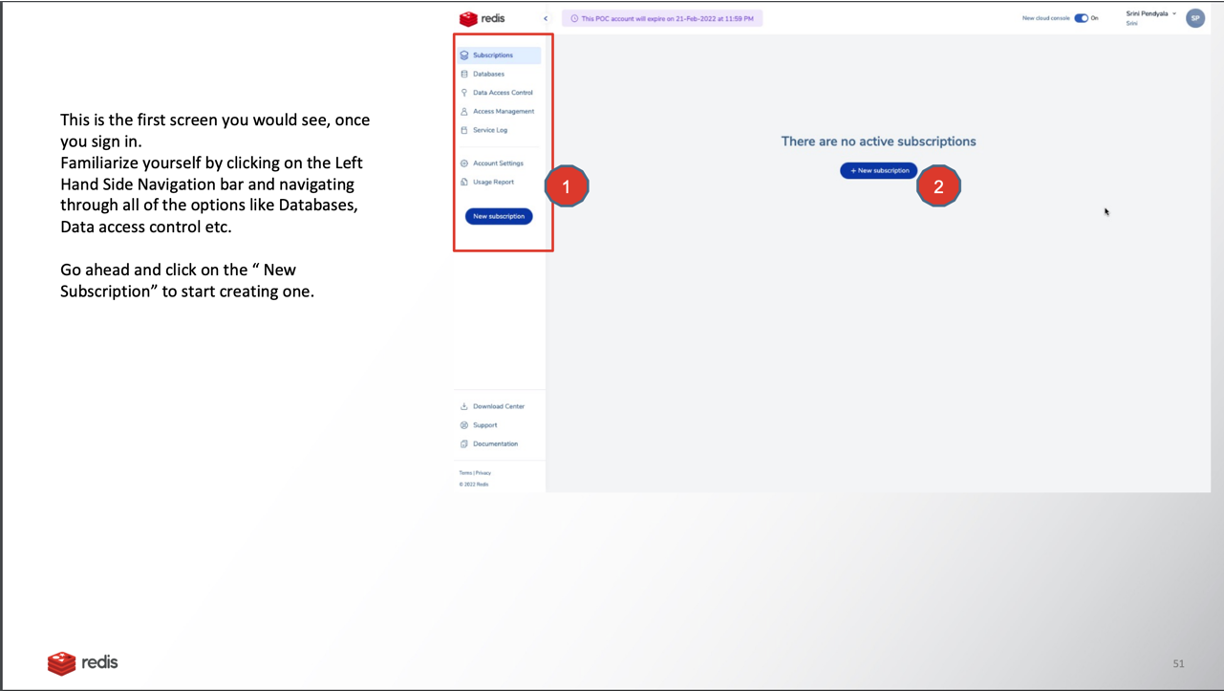 This is the first screen you would see, once
you sign in.
Familiarize yourself by clicking on the Left
Hand Side Navigation bar and navigating
through all of the options like Databases,
Data access control etc.
Go ahead and click on the “ New
Subscription” to start creating one.
redis
This POC account will expire on 21-Feb-2022 at 11:59 PM
New cloud console
On
Srini Pendyala
Srini
SP
Subscriptions
Databases
Data Access Control
Access Management
Service Log
Account Settings
Usage Report
New subscription
1
There are no active subscriptions
+ New subscription
2
Download Center
Support
Documentation
Terms | Privacy
© 2022 Redis
redis
51